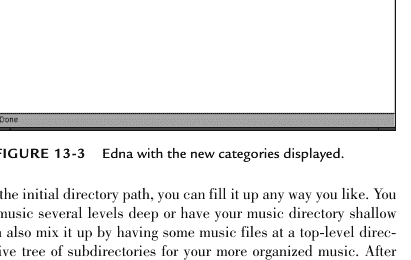 Done
FIGURE 13-3 Edna with the new categories displayed.
the initial directory path, you can fill it up any way you like. You
music several levels deep or have your music directory shallow
also mix it up by having some music files at a top-level direc-
tree of subdirectories for your more organized music. After